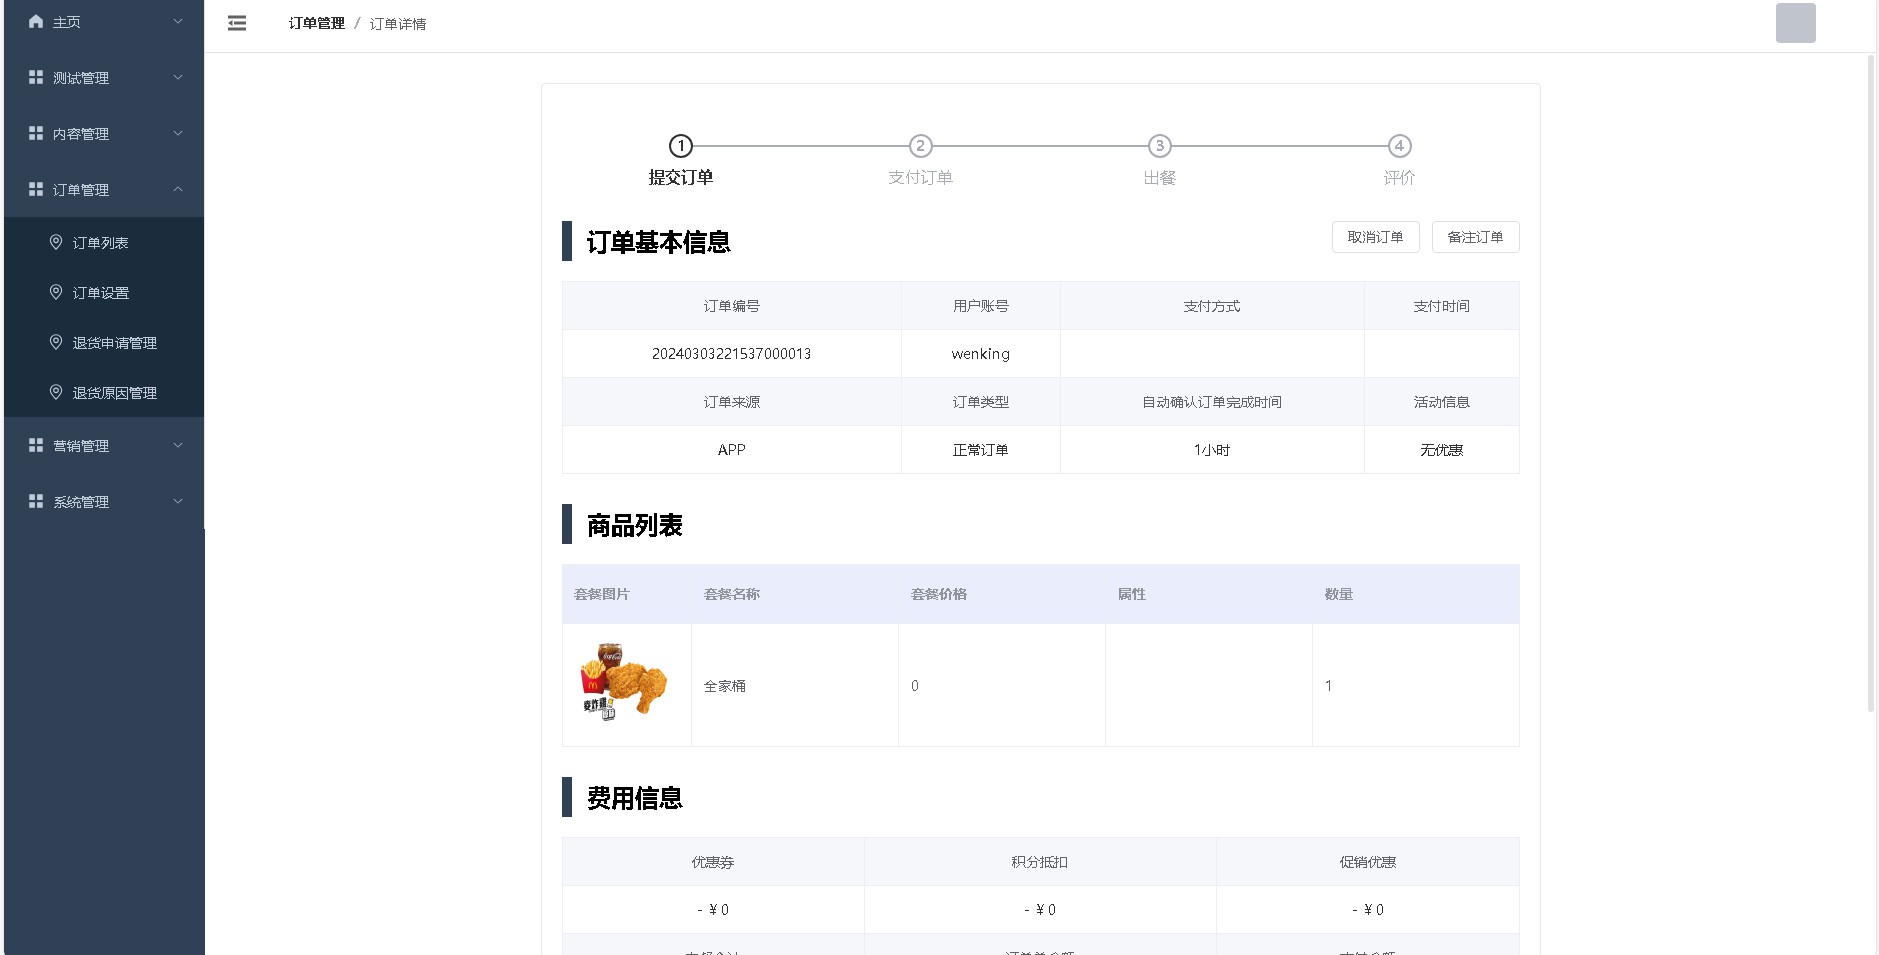 主页
测试管理
内容管理
订单管理
订单列表
订单设置
退货申请管理
退货原因管理
营销管理
系统管理
订单管理 / 订单详情
1 2 3 4
提交订单 支付订单 出餐 评价
订单基本信息 取消订单 备注订单
订单编号 用户账号 支付方式 支付时间
20240303221537000013 wenking
订单来源 订单类型 自动确认订单完成时间 活动信息
APP 正常订单 1小时 无优惠
商品列表
套餐图片 套餐名称 套餐价格 属性 数量
麥炸雞
全家桶 0 1
费用信息
优惠券 积分抵扣 促销优惠
- ¥ 0 - ¥ 0 - ¥ 0